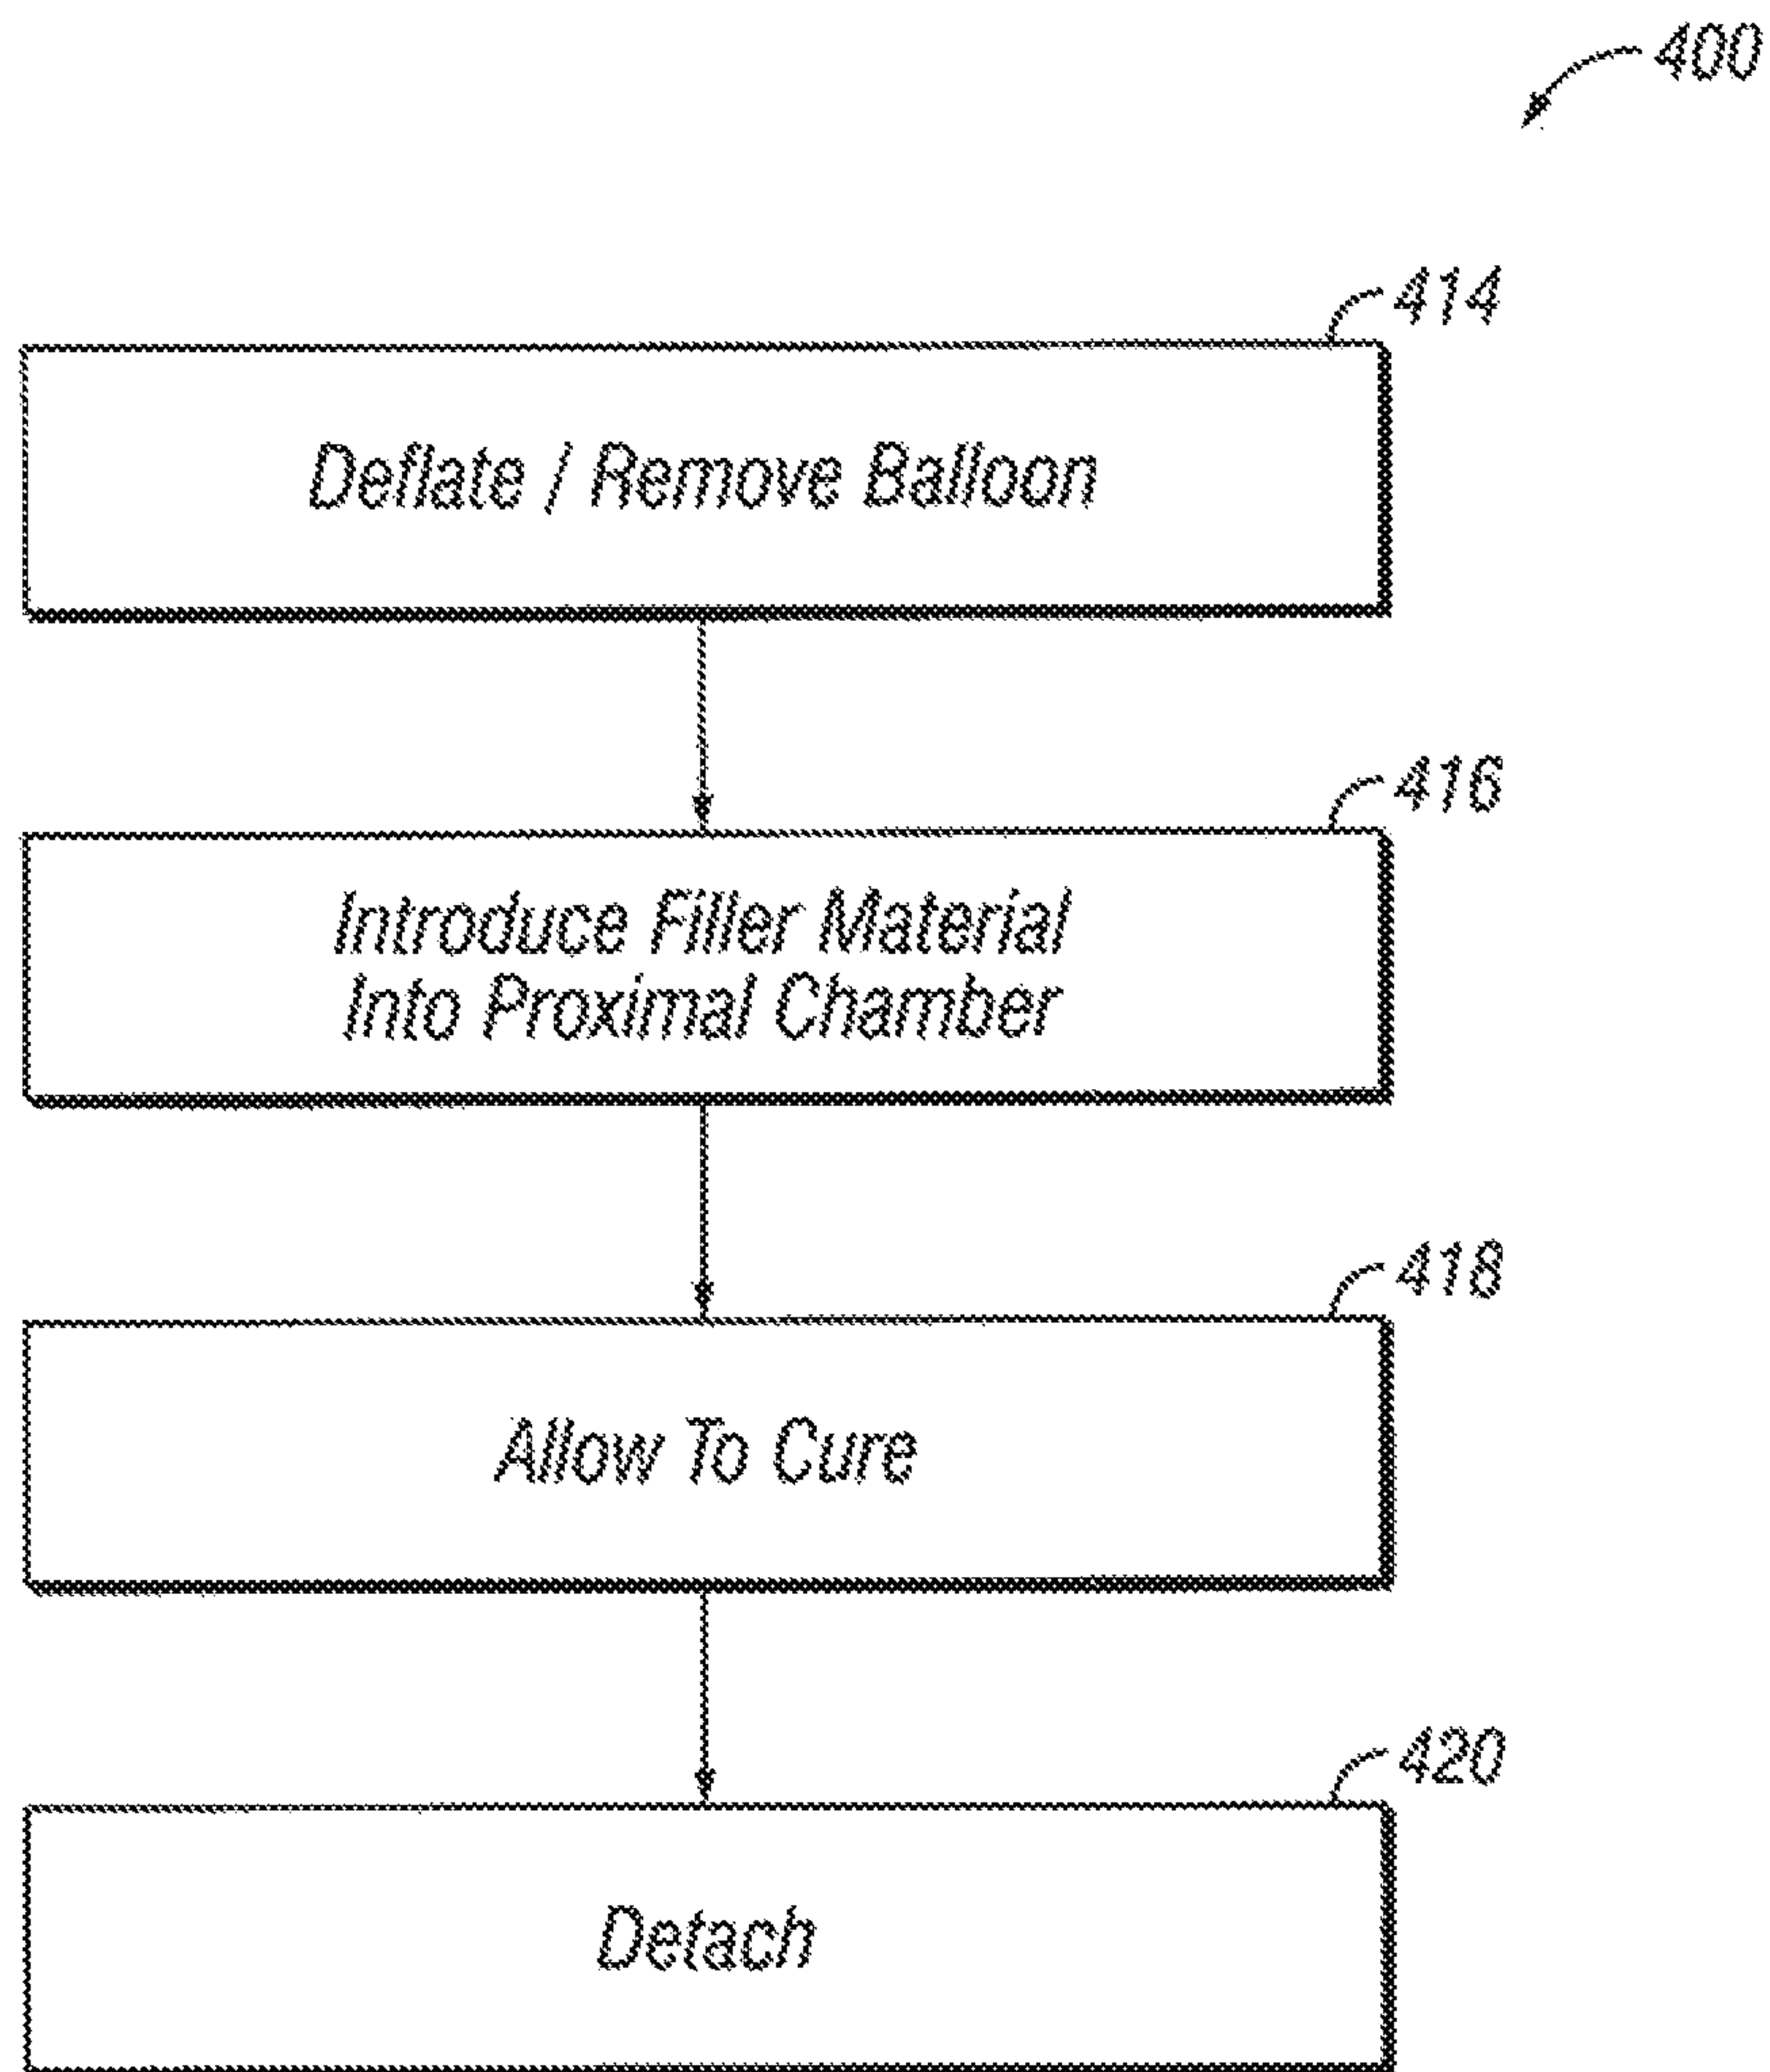 400
414
Deflate / Remove Balloon
416
Introduce Filler Material
Into Proximal Chamber
418
Allow To Cure
420
Detach